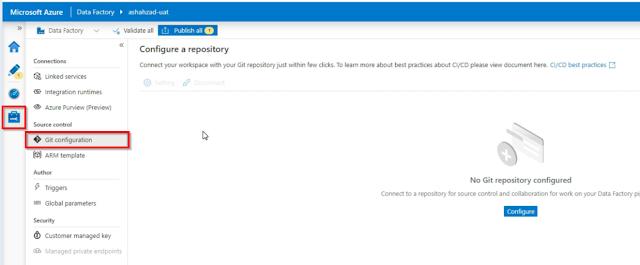 Microsoft Azure | Data Factory > ashahzad-uat
» Data Factory Validate all Publish all 1
«
Connections
Linked services
Integration runtimes
Azure Purview (Preview)
Source control
Git configuration
ARM template
Author
Triggers
Global parameters
Security
Customer managed key
Managed private endpoints
1
Configure a repository
Connect your workspace with your Git repository just within few clicks. To learn more about best practices about CI/CD please view document here. CI/CD best practices
Setting Disconnect
No Git repository configured
Connect to a repository for source control and collaboration for work on your Data Factory pi
Configure